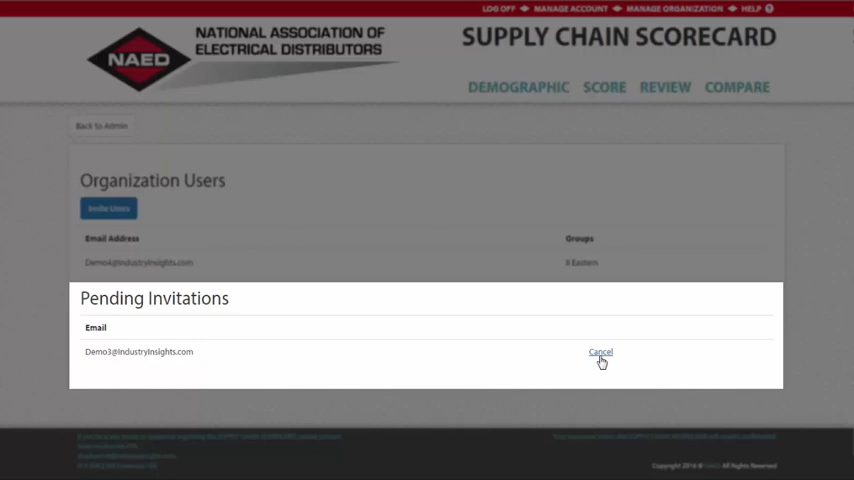 LOG OFF MANAGE ACCOUNT MANAGE ORGANIZATION HELP ?
NAED
NATIONAL ASSOCIATION OF
ELECTRICAL DISTRIBUTORS
SUPPLY CHAIN SCORECARD
DEMOGRAPHIC SCORE REVIEW COMPARE
Back to Admin
Organization Users
Invite Users
Email Address Groups
Demo4@IndustryInsights.com II Eastern
Pending Invitations
Email
Demo3@IndustryInsights.com Cancel
Copyright 2016 © NAED All Rights Reserved